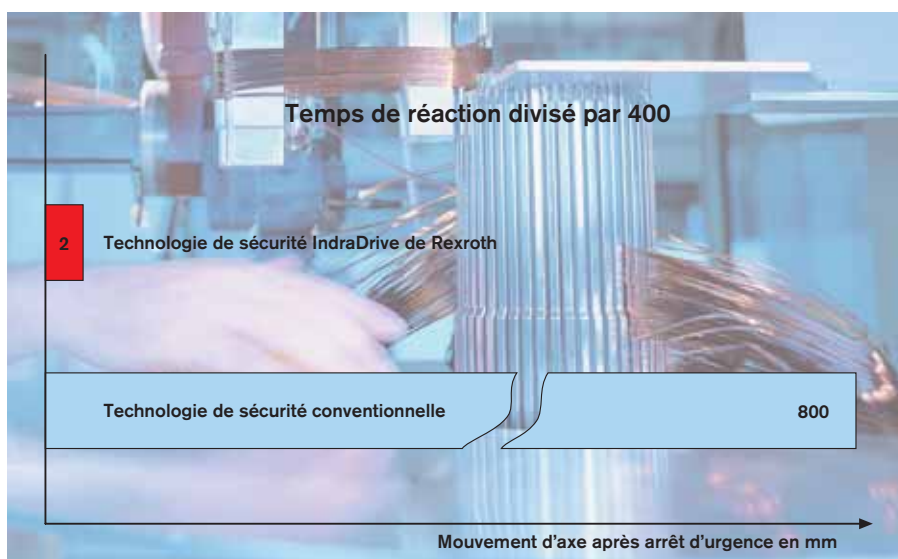 Temps de réaction divisé par 400
2 Technologie de sécurité IndraDrive de Rexroth
Technologie de sécurité conventionnelle 800
Mouvement d'axe après arrêt d'urgence en mm